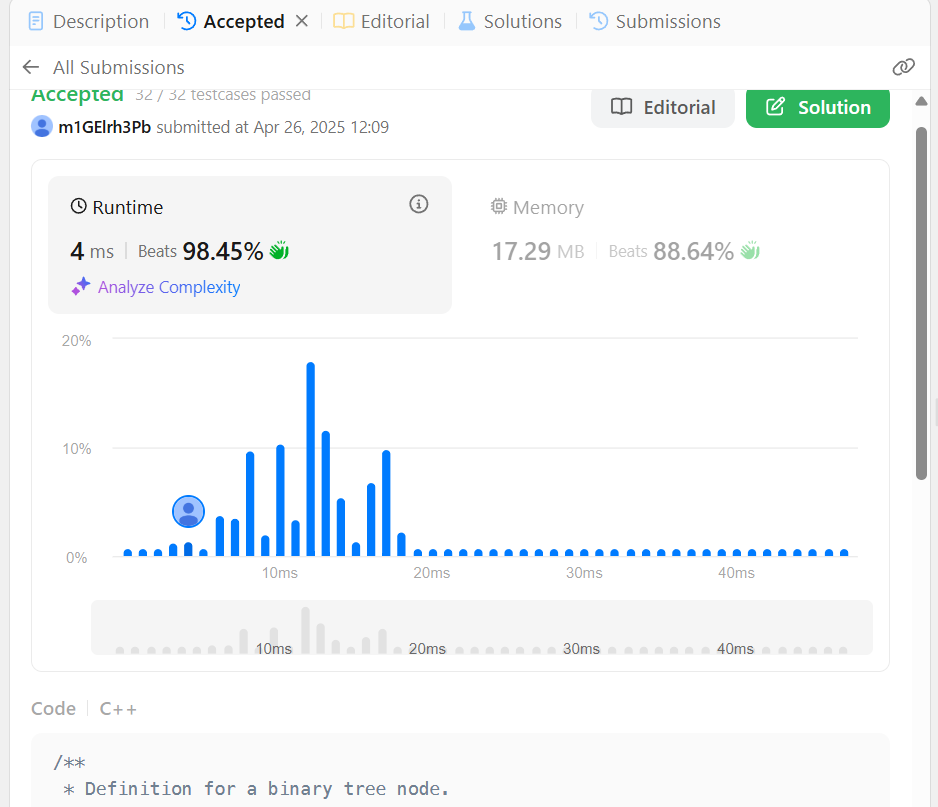 Description Accepted Editorial Solutions Submissions
All Submissions
Accepted 32 / 32 testcases passed
m1GElrh3Pb submitted at Apr 26, 2025 12:09
Editorial Solution
Runtime
4 ms Beats 98.45%
Analyze Complexity
Memory
17.29 MB Beats 88.64%
20%
10%
0%
10ms 20ms 30ms 40ms
10ms 20ms 30ms 40ms
Code C++
/**
* Definition for a binary tree node.